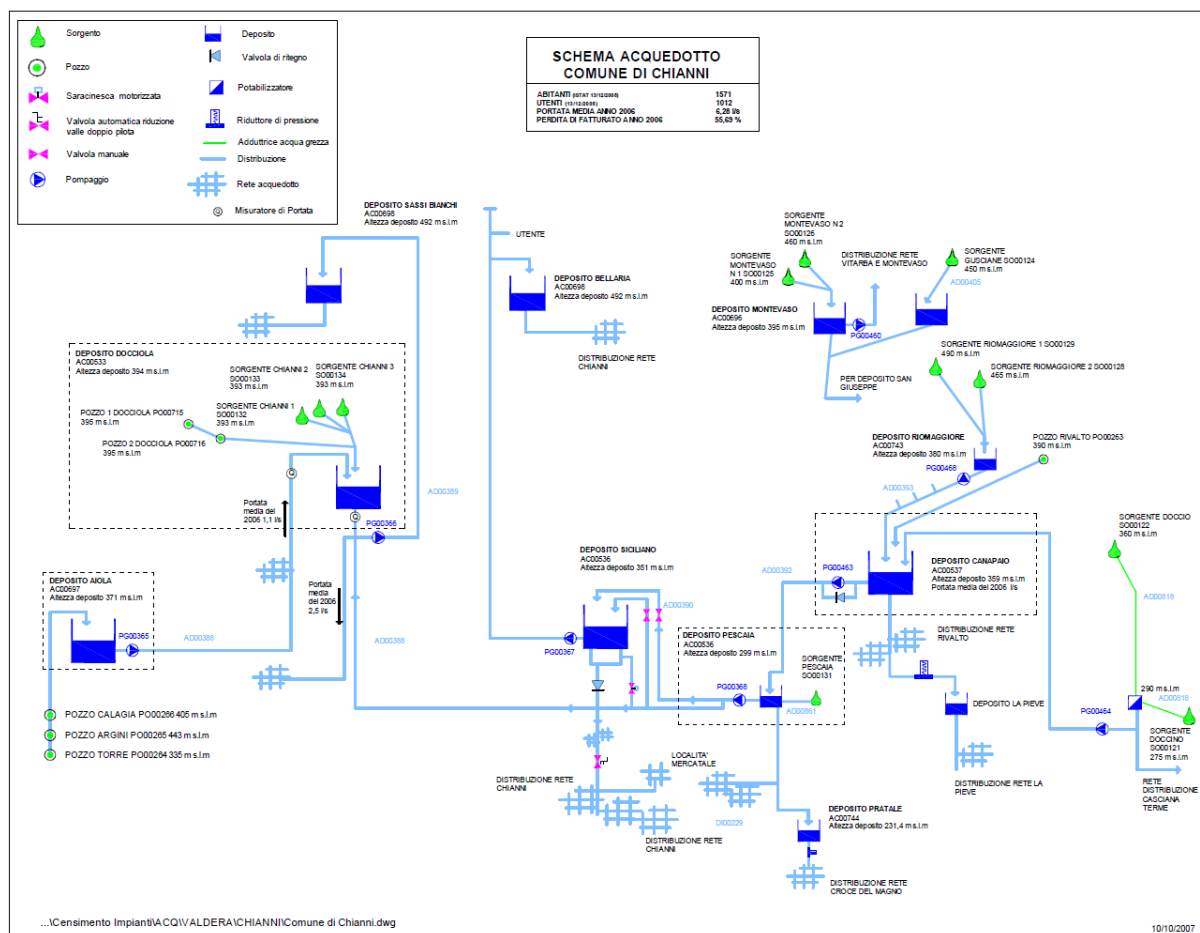 Sorgento
Pozzo
Saracinesca motorizzata
Valvola automatica riduzione
valle doppio pilota
Valvola manuale
Pompaggio
Deposito
Valvola di ritegno
Potabilizzatore
Riduttore di pressione
Adduttrice acqua grezza
Distribuzione
Rete acquedotto
Misuratore di Portata
SCHEMA ACQUEDOTTO
COMUNE DI CHIANNI
ABITANTI (ISTAT 13/12/2006) 1571
UTENTI (13/12/2006) 1012
PORTATA MEDIA ANNO 2006 6,28 l/s
PERDITA DI FATTURATO ANNO 2006 55,69 %
DEPOSITO SASSI BIANCHI
AC00698
Altezza deposito 492 m s.l.m
UTENTE
DEPOSITO BELLARIA
AC00698
Altezza deposito 492 m s.l.m
DISTRIBUZIONE RETE
CHIANNI
SORGENTE
MONTEVASO N.2
SO00126
460 m s.l.m
SORGENTE
MONTEVASO
N 1 SO00125
400 m s.l.m
DISTRIBUZIONE RETE
VITARBA E MONTEVASO
SORGENTE
GUSCIANE SO00124
450 m s.l.m
AD00405
DEPOSITO MONTEVASO
AC00696
Altezza deposito 395 m s.l.m
PG00460
PER DEPOSITO SAN
GIUSEPPE
SORGENTE RIOMAGGIORE 1 SO00129
490 m s.l.m
SORGENTE RIOMAGGIORE 2 SO00128
465 m s.l.m
DEPOSITO RIOMAGGIORE
AC00743
Altezza deposito 380 m s.l.m
POZZO RIVALTO PO00263
390 m s.l.m
PG00468
AD00393
DEPOSITO DOCCIOLA
AC00533
Altezza deposito 394 m s.l.m
SORGENTE CHIANNI 2
SO00133
393 m s.l.m
SORGENTE CHIANNI 3
SO00134
393 m s.l.m
SORGENTE CHIANNI 1
SO00132
393 m s.l.m
POZZO 1 DOCCIOLA PO00715
395 m s.l.m
POZZO 2 DOCCIOLA PO00716
395 m s.l.m
Q
Q
Q
Portata
media del
2006 1,1 l/s
AD00389
PG00366
DEPOSITO AIOLA
AC00697
Altezza deposito 371 m s.l.m
PG00365
AD00388
Portata
media
del 2006
2,5 l/s
AD00388
POZZO CALAGIA PO00266 405 m s.l.m
POZZO ARGINI PO00265 443 m s.l.m
POZZO TORRE PO00264 335 m s.l.m
DEPOSITO SICILIANO
AC00536
Altezza deposito 351 m s.l.m
PG00367
AD00390
AD00392
DEPOSITO PESCAIA
AC00536
Altezza deposito 299 m s.l.m
PG00368
SORGENTE
PESCAIA
SO00131
AD00861
PG00463
DEPOSITO CANAPAIO
AC00537
Altezza deposito 359 m s.l.m
Portata media del 2006 l/s
DISTRIBUZIONE RETE
RIVALTO
DEPOSITO LA PIEVE
DISTRIBUZIONE RETE LA
PIEVE
SORGENTE DOCCIO
SO00122
360 m s.l.m
AD00818
290 m s.l.m
AD00818
PG00464
SORGENTE
DOCCINO
SO00121
275 m s.l.m
RETE
DISTRIBUZIONE
CASCIANA
TERME
LOCALITA'
MERCATALE
DISTRIBUZIONE RETE
CHIANNI
DISTRIBUZIONE RETE
CHIANNI
DI00229
DEPOSITO PRATALE
AC00744
Altezza deposito 231,4 m s.l.m
DISTRIBUZIONE RETE
CROCE DEL MAGNO
...\Censimento Impianti\ACQ\VALDERA\CHIANNI\Comune di Chianni.dwg
10/10/2007